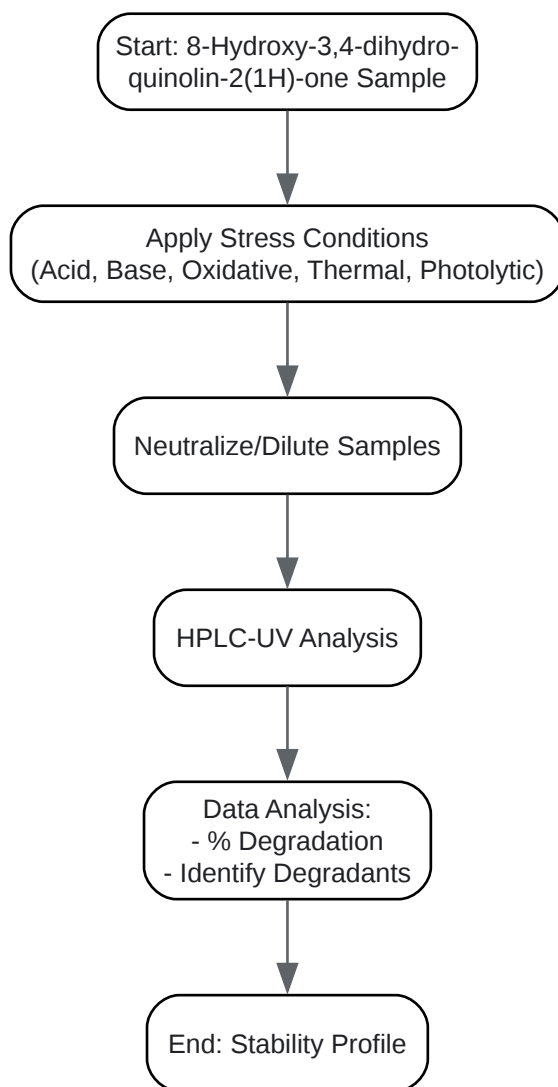 Start: 8-Hydroxy-3,4-dihydro-
quinolin-2(1H)-one Sample
Apply Stress Conditions
(Acid, Base, Oxidative, Thermal, Photolytic)
Neutralize/Dilute Samples
HPLC-UV Analysis
Data Analysis:
- % Degradation
- Identify Degradants
End: Stability Profile